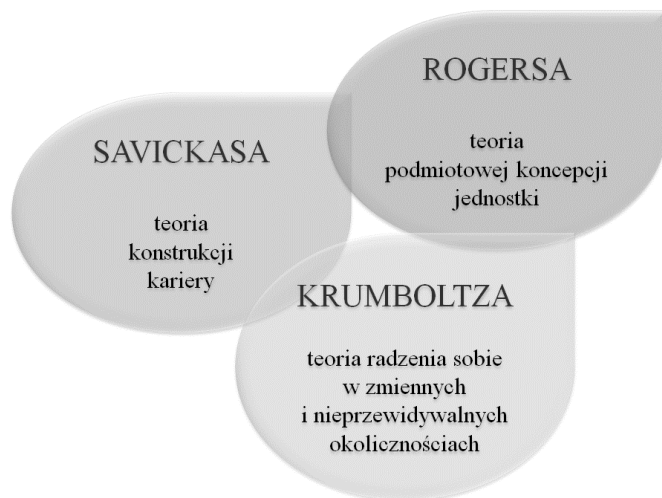 ROGERSA
teoria
podmiotowej koncepcji
jednostki
SAVICKASA
teoria
konstrukcji
kariery
KRUMBOLTZA
teoria radzenia sobie
w zmiennych
i nieprzewidywalnych
okolicznościach